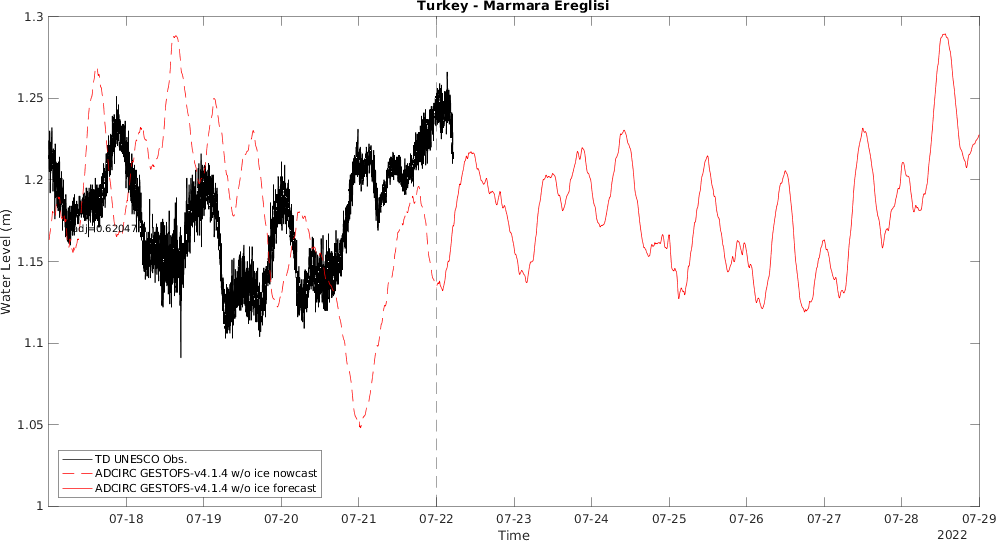 Turkey - Marmara Ereglisi
1.3
1.25
1.2
1.15
1.1
1.05
1
Water Level (m)
adj=0.62047
TD UNESCO Obs.
ADCIRC GESTOFS-v4.1.4 w/o ice nowcast
ADCIRC GESTOFS-v4.1.4 w/o ice forecast
07-18
07-19
07-20
07-21
07-22
07-23
07-24
07-25
07-26
07-27
07-28
07-29
Time
2022